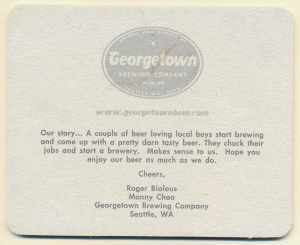 Georgetown
BREWING COMPANY
www.georgetownbeer.com
Our story... A couple of beer loving local boys start brewing
and come up with a pretty darn tasty beer. They chuck their
jobs and start a brewery. Makes sense to us. Hope you
enjoy our beer as much as we do.
Cheers,
Roger Bialous
Manny Chao
Georgetown Brewing Company
Seattle, WA